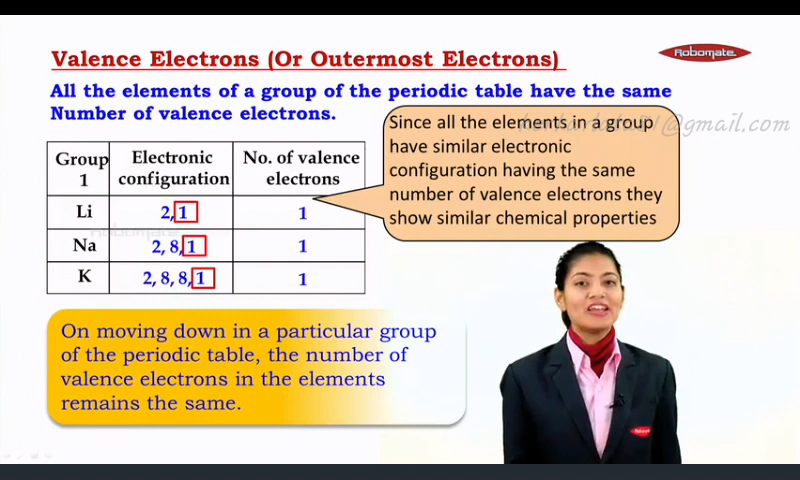 Valence Electrons (Or Outermost Electrons)
Robomate
All the elements of a group of the periodic table have the same
Number of valence electrons.
Since all the elements in a group
have similar electronic
configuration having the same
number of valence electrons they
show similar chemical properties
@gmail.com
Group 1 Electronic configuration No. of valence electrons
Li 2,1 1
Robomate
Na 2, 8,1 1
K 2, 8, 8,1 1
On moving down in a particular group
of the periodic table, the number of
valence electrons in the elements
remains the same.
Robomate